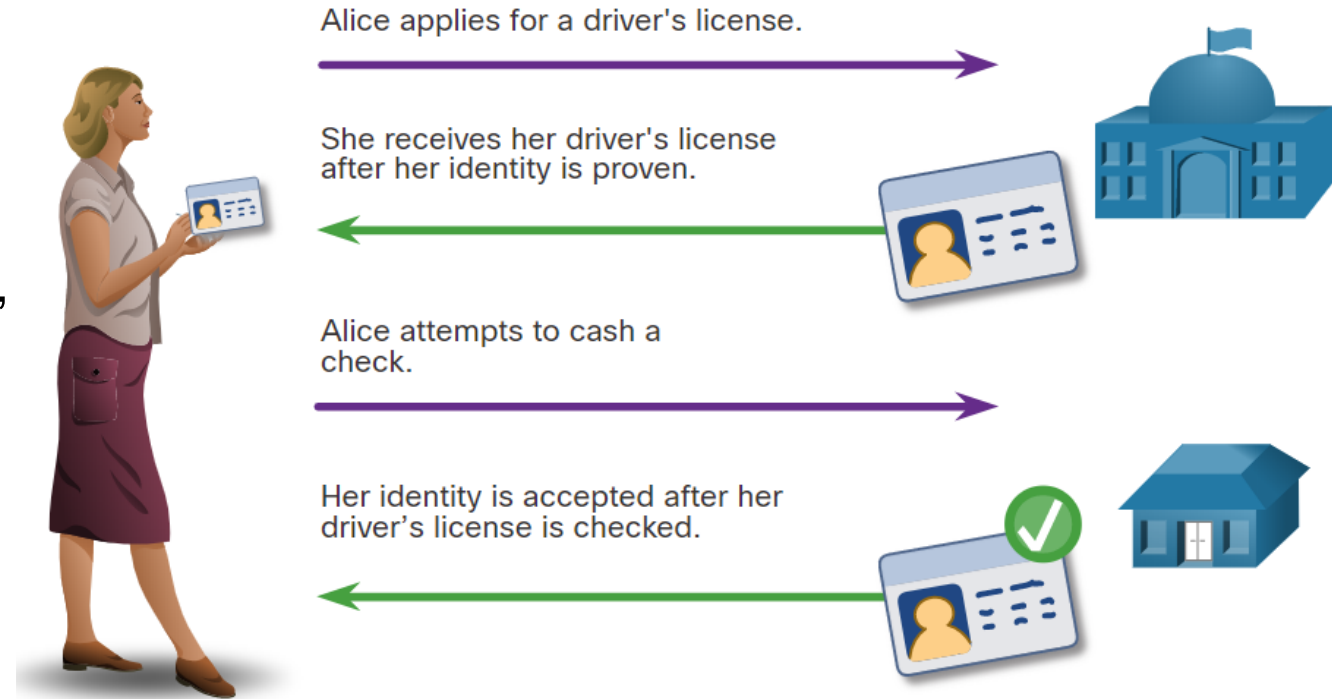 Alice applies for a driver's license.
She receives her driver's license
after her identity is proven.
,
Alice attempts to cash a
check.
Her identity is accepted after her
driver’s license is checked.